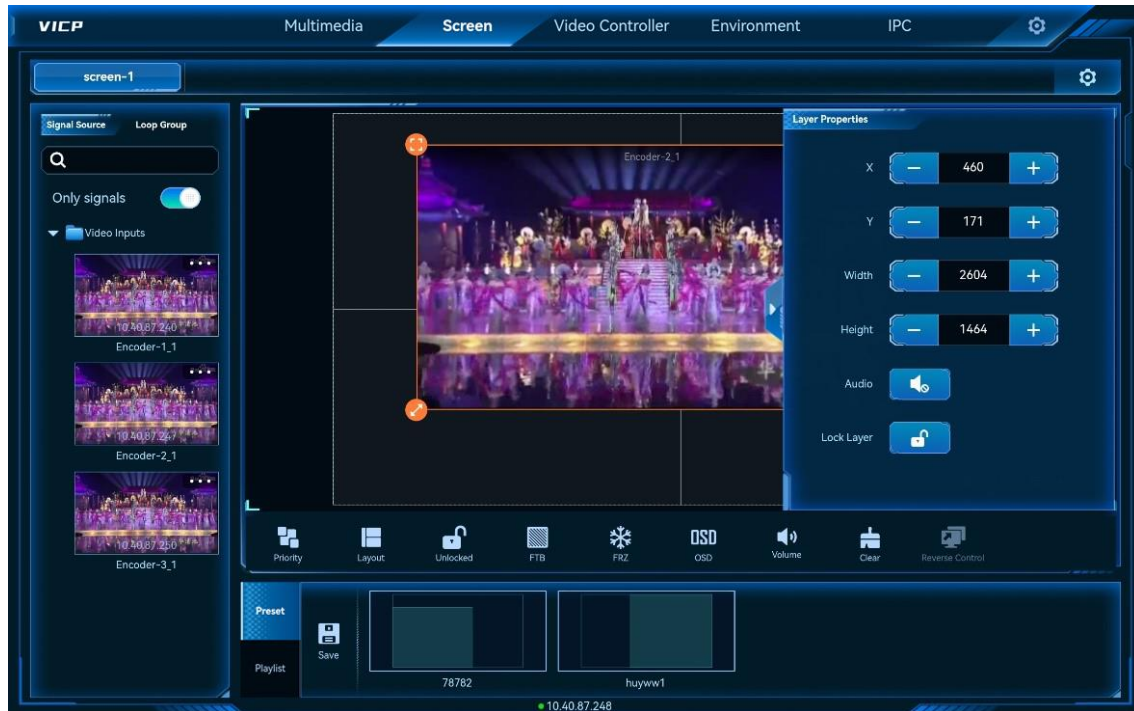 VICP
Multimedia
Screen
Video Controller
Environment
IPC
screen-1
Signal Source
Loop Group
Only signals
Video Inputs
10.40.87.240
Encoder-1_1
10.40.87.247
Encoder-2_1
10.40.87.250
Encoder-3_1
Encoder-2_1
Layer Properties
X
460
Y
171
Width
2604
Height
1464
Audio
Lock Layer
Priority
Layout
Unlocked
FTB
FRZ
OSD
OSD
Volume
Clear
Reverse Control
Preset
Playlist
Save
78782
huyww1
10.40.87.248